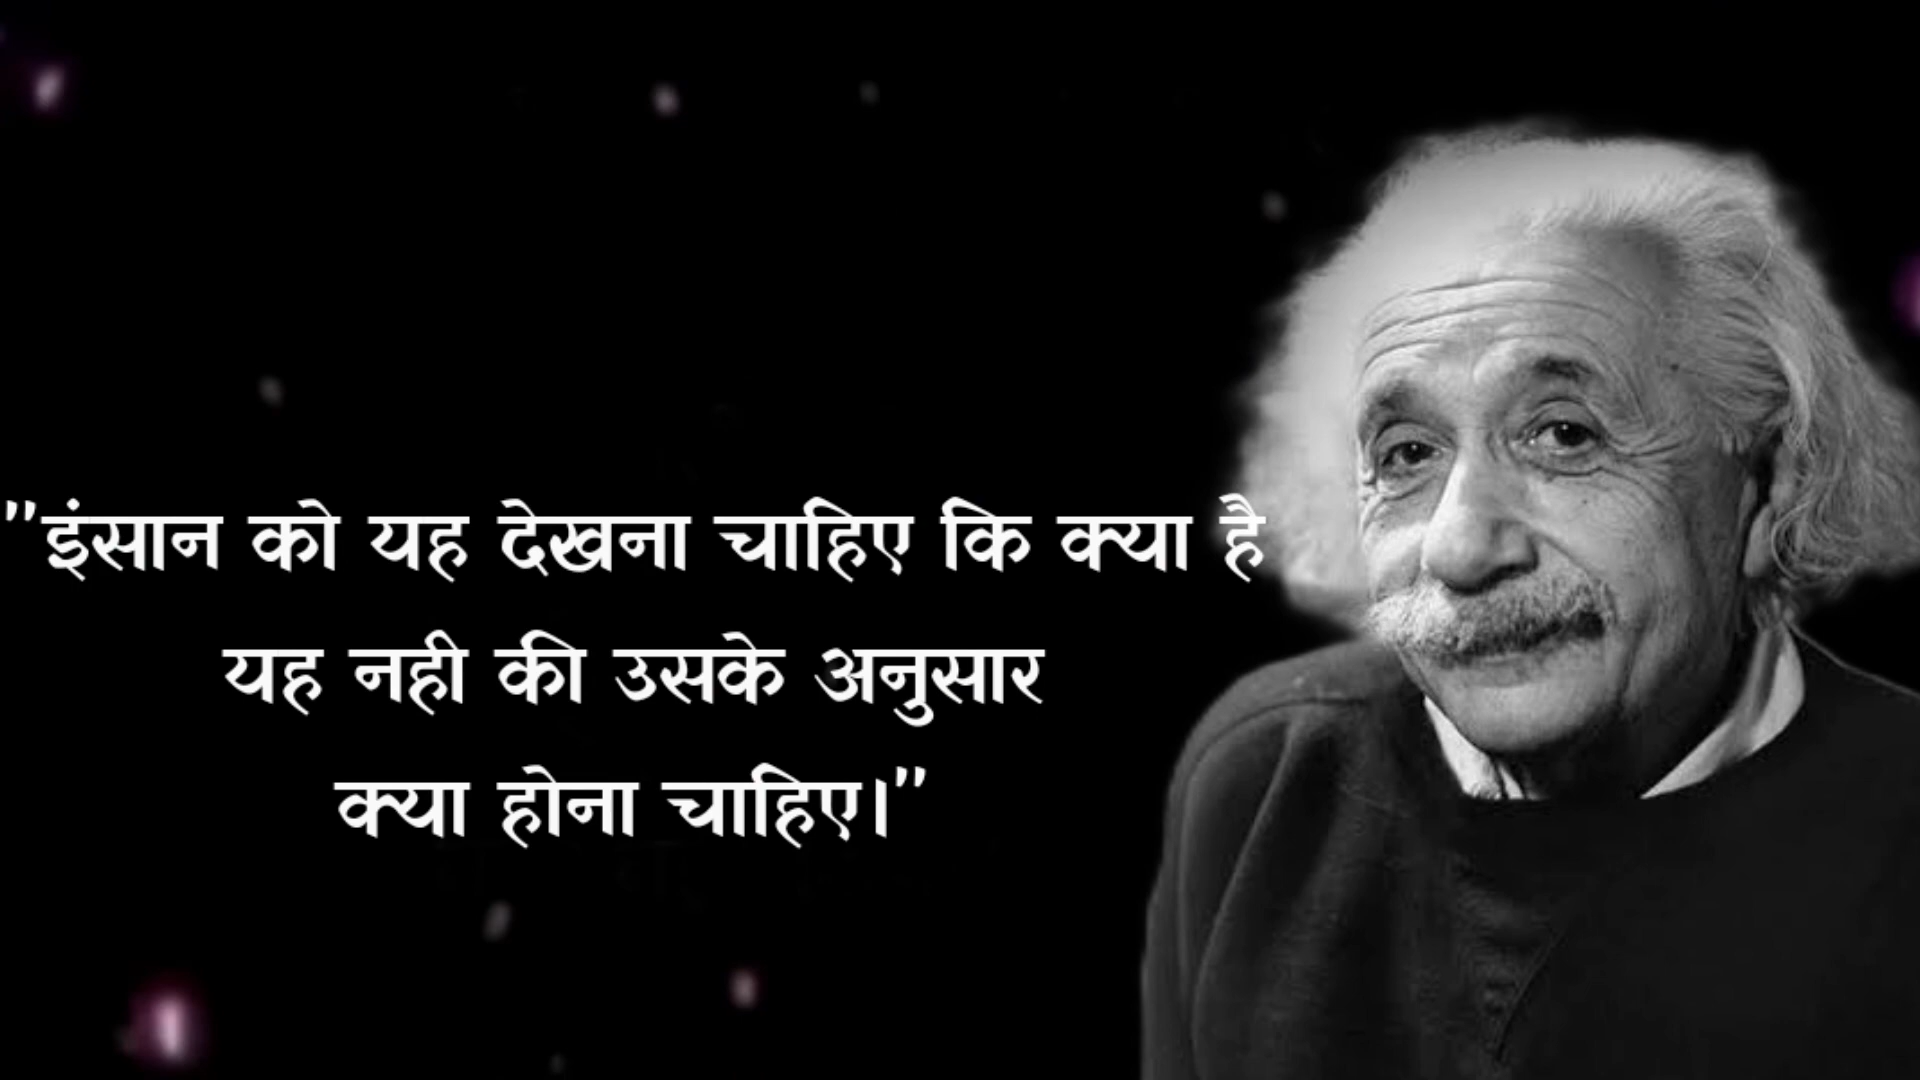 "इंसान को यह देखना चाहिए कि क्या है
यह नही की उसके अनुसार
क्या होना चाहिए।"